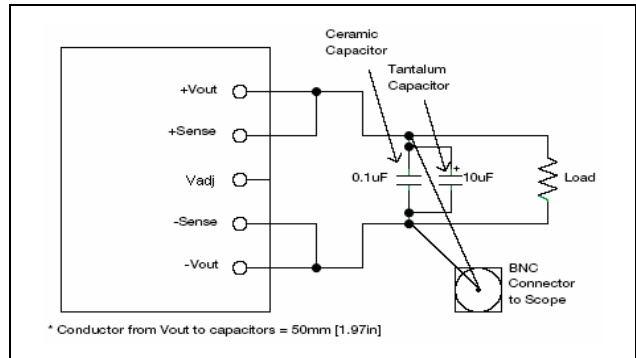 Ceramic
Capacitor
Tantalum
Capacitor
+Vout
+Sense
Vadj
-Sense
-Vout
0.1uF
+
10uF
Load
BNC
Connector
to Scope
* Conductor from Vout to capacitors = 50mm [1.97in]